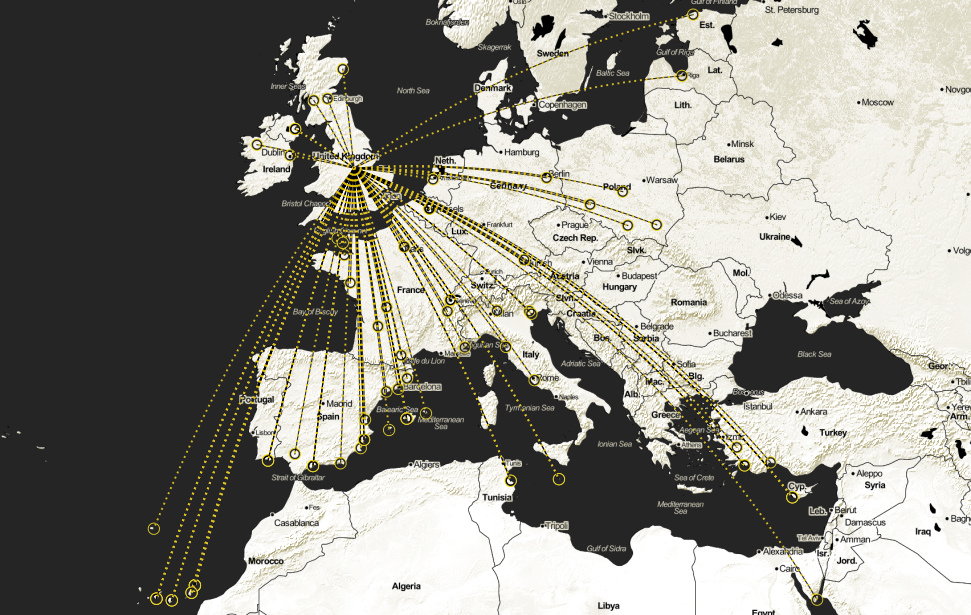 Gulf of Finland
St. Petersburg
Stockholm
Boknafjorden
Est.
Skagerrak
Sweden
Gulf of Riga
Baltic Sea
Riga
Lat.
Inner Seas
North Sea
Denmark
Novgo
Edinburgh
Copenhagen
Lith.
Moscow
Dublin
United Kingdom
Hamburg
Minsk
Ireland
Neth.
Belarus
Berlin
Germany
Poland
Warsaw
Bristol Channel
Lux.
Frankfurt
Prague
Kiev
Czech Rep.
Ukraine
Slvk.
Volgo
Vienna
Switz.
Austria
Budapest
Mol.
France
Hungary
Slvn.
Odessa
Romania
Sea of Azov
Bay of Biscay
Milan
Croatia
Belgrade
Bos.
Serbia
Bucharest
Italy
Black Sea
Adriatic Sea
Sofia
Geor.
Blg.
Rome
Mac.
Barcelona
Portugal
Madrid
Naples
Alb.
Istanbul
Ankara
Spain
Balearic Sea
Tyrrhenian Sea
Greece
Mediterranean
Sea
Aegean Sea
Izmir
Turkey
Arm.
Lisbon
Ionian Sea
Athens
Algiers
Tunis
Aleppo
Strait of Gibraltar
Sea of Crete
Syria
Cyp.
Tunisia
Fes
Mediterranean
Sea
Leb.
Beirut
Casablanca
Tripoli
Damascus
Iraq
Tel Aviv
Amman
Gulf of Sidra
Alexandria
Isr.
Jord.
Morocco
Cairo
Algeria
Libya
Egypt